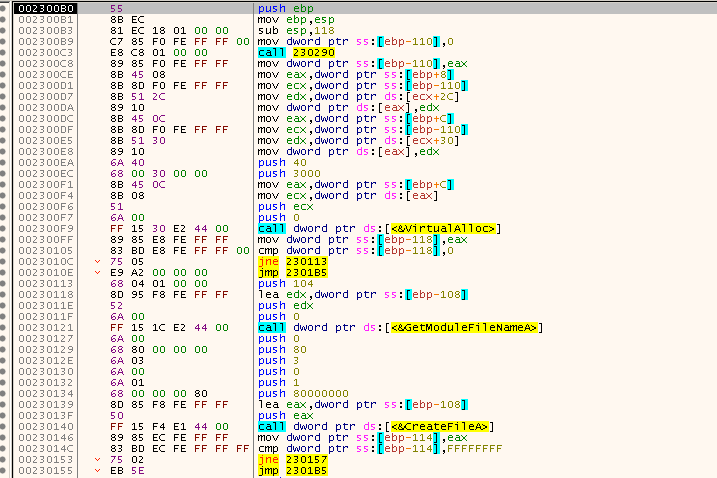 002300B0 55 push ebp
002300B1 8B EC mov ebp,esp
002300B3 81 EC 18 01 00 00 sub esp,118
002300B9 C7 85 F0 FE FF FF 00 mov dword ptr ss:[ebp-110],0
002300C3 E8 C8 01 00 00 call 230290
002300C8 89 85 F0 FE FF FF mov dword ptr ss:[ebp-110],eax
002300CE 8B 45 08 mov eax,dword ptr ss:[ebp+8]
002300D1 8B 8D F0 FE FF FF mov ecx,dword ptr ss:[ebp-110]
002300D7 8B 51 2C mov edx,dword ptr ds:[ecx+2C]
002300DA 89 10 mov dword ptr ds:[eax],edx
002300DC 8B 45 0C mov eax,dword ptr ss:[ebp+C]
002300DF 8B 8D F0 FE FF FF mov ecx,dword ptr ss:[ebp-110]
002300E5 8B 51 30 mov edx,dword ptr ds:[ecx+30]
002300E8 89 10 mov dword ptr ds:[eax],edx
002300EA 6A 40 push 40
002300EC 68 00 30 00 00 push 3000
002300F1 8B 45 0C mov eax,dword ptr ss:[ebp+C]
002300F4 8B 08 mov ecx,dword ptr ds:[eax]
002300F6 51 push ecx
002300F7 6A 00 push 0
002300F9 FF 15 30 E2 44 00 call dword ptr ds:[<&VirtualAlloc>]
002300FF 89 85 E8 FE FF FF mov dword ptr ss:[ebp-118],eax
00230105 83 BD E8 FE FF FF 00 cmp dword ptr ss:[ebp-118],0
0023010C 75 05 jne 230113
0023010E E9 A2 00 00 00 jmp 2301B5
00230113 68 04 01 00 00 push 104
00230118 8D 95 F8 FE FF FF lea edx,dword ptr ss:[ebp-108]
0023011E 52 push edx
0023011F 6A 00 push 0
00230121 FF 15 1C E2 44 00 call dword ptr ds:[<&GetModuleFileNameA>]
00230127 6A 00 push 0
00230129 68 80 00 00 00 push 80
0023012E 6A 03 push 3
00230130 6A 00 push 0
00230132 6A 01 push 1
00230134 68 00 00 00 80 push 80000000
00230139 8D 85 F8 FE FF FF lea eax,dword ptr ss:[ebp-108]
0023013F 50 push eax
00230140 FF 15 F4 E1 44 00 call dword ptr ds:[<&CreateFileA>]
00230146 89 85 EC FE FF FF mov dword ptr ss:[ebp-114],eax
0023014C 83 BD EC FE FF FF FF cmp dword ptr ss:[ebp-114],FFFFFFFF
00230153 75 02 jne 230157
00230155 EB 5E jmp 2301B5